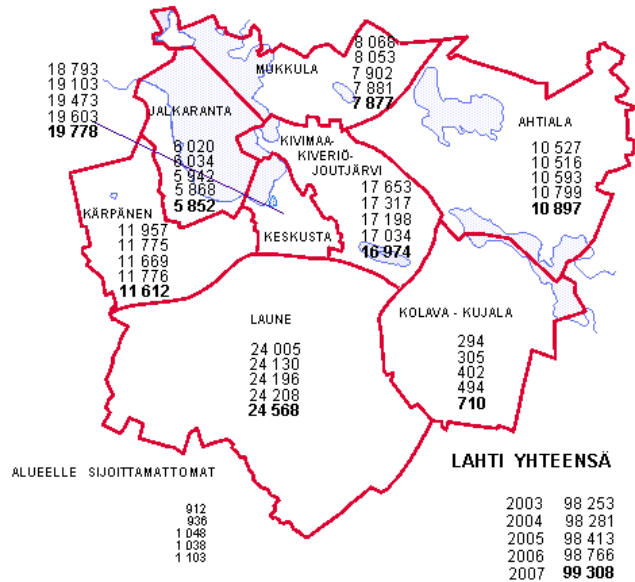 18 793
19 103
19 473
19 603
19 778
MUKKULA
8 068
8 053
7 902
7 881
7 877
JALKARANTA
6 020
6 034
5 942
5 868
5 852
KIVIMAA-
KIVERIÖ-
JOUTJÄRVI
17 653
17 317
17 198
17 034
16 974
AHTIALA
10 527
10 516
10 593
10 799
10 897
KÄRPÄNEN
11 957
11 775
11 669
11 776
11 612
KESKUSTA
LAUNE
24 005
24 130
24 196
24 208
24 568
KOLAVA - KUJALA
294
305
402
494
710
ALUEELLE SIJOITTAMATTOMAT
912
936
1 048
1 038
1 103
LAHTI YHTEENSÄ
2003 98 253
2004 98 281
2005 98 413
2006 98 766
2007 99 308